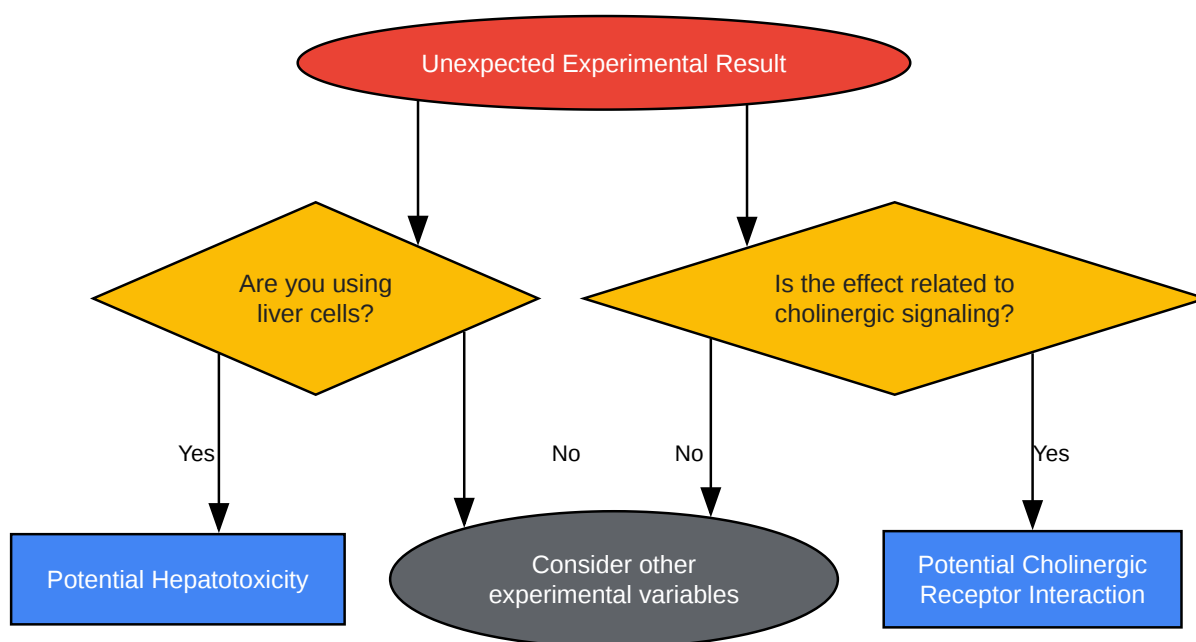 Unexpected Experimental Result
Are you using
liver cells?
Is the effect related to
cholinergic signaling?
Yes
No
No
Yes
Potential Hepatotoxicity
Consider other
experimental variables
Potential Cholinergic
Receptor Interaction